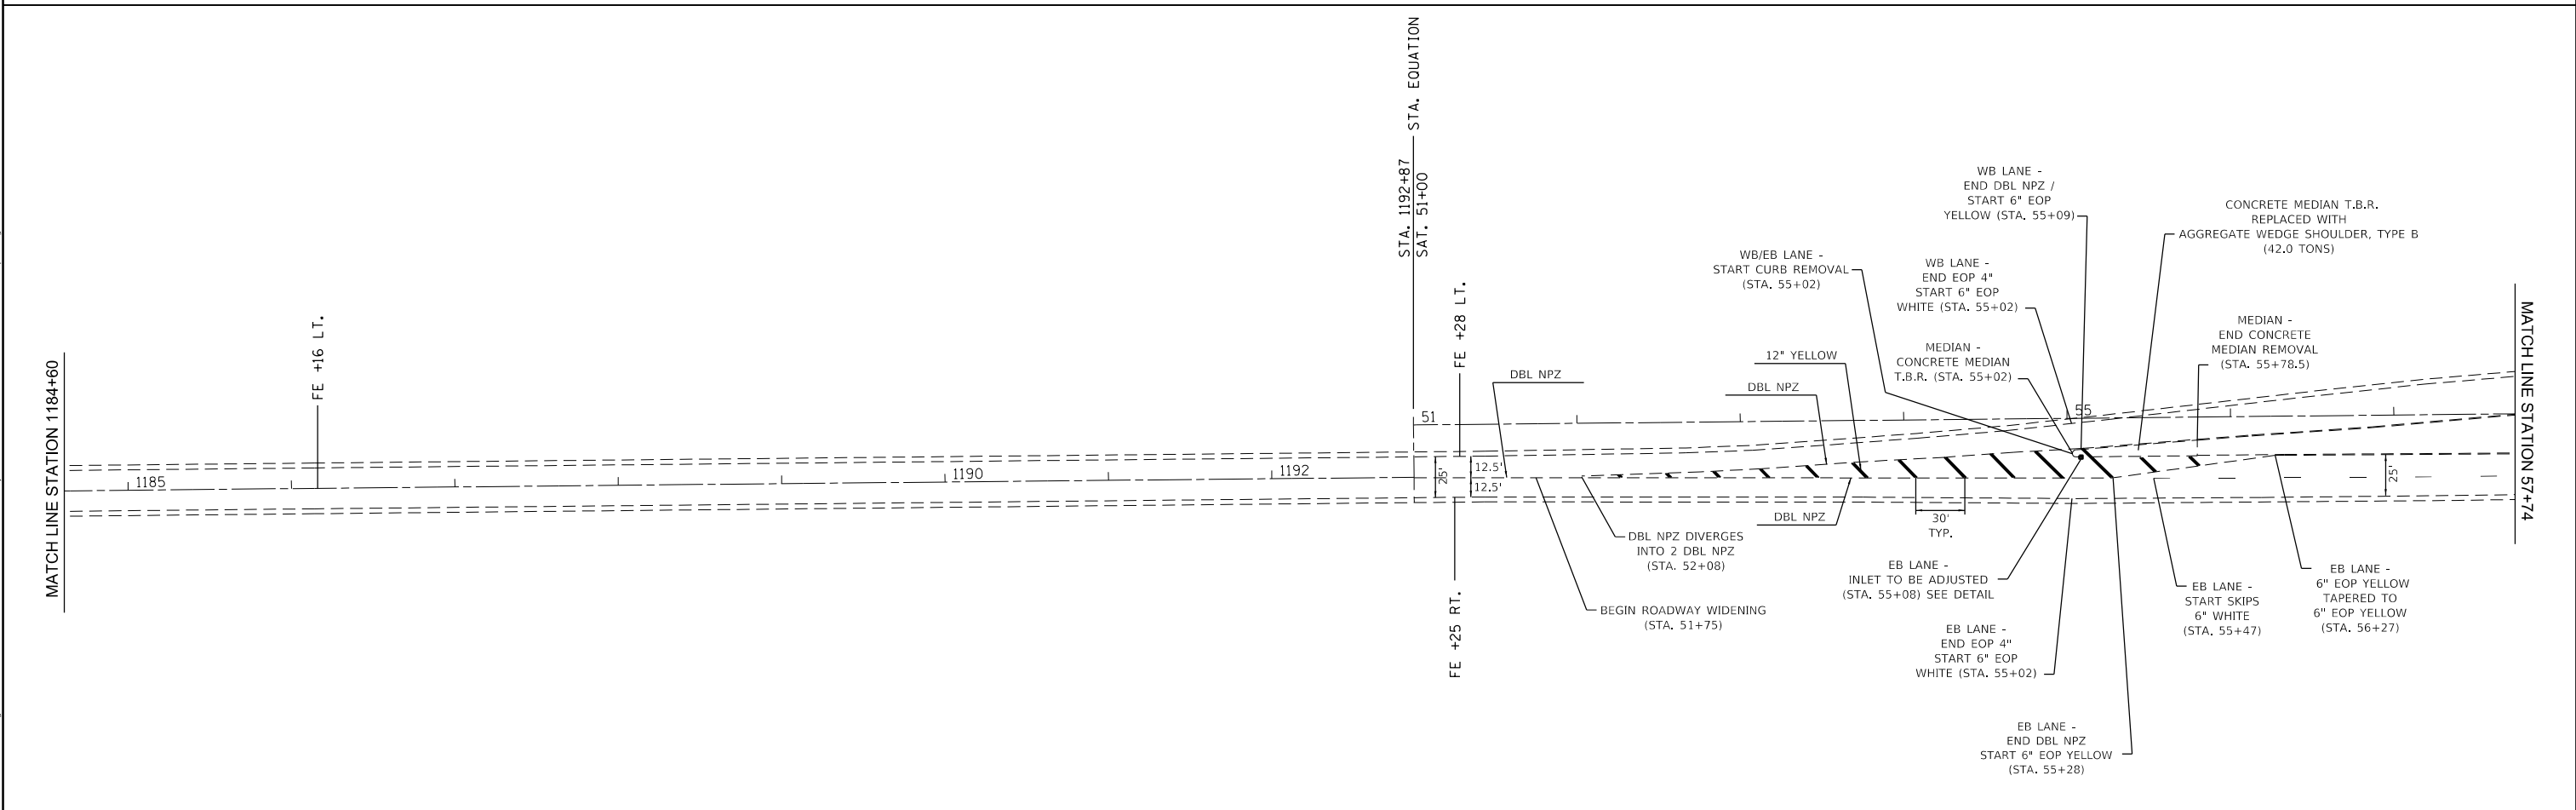 MATCH LINE STATION 1184+60
FE +16 LT.
1185
1190
1192
STA. EQUATION
STA. 1192+87
SAT. 51+00
51
FE +28 LT.
FE +25 RT.
25'
12.5'
12.5'
DBL NPZ
BEGIN ROADWAY WIDENING
(STA. 51+75)
DBL NPZ DIVERGES
INTO 2 DBL NPZ
(STA. 52+08)
DBL NPZ
12" YELLOW
DBL NPZ
30'
TYP.
WB/EB LANE -
START CURB REMOVAL
(STA. 55+02)
WB LANE -
END EOP 4"
START 6" EOP
WHITE (STA. 55+02)
MEDIAN -
CONCRETE MEDIAN
T.B.R. (STA. 55+02)
WB LANE -
END DBL NPZ /
START 6" EOP
YELLOW (STA. 55+09)
CONCRETE MEDIAN T.B.R.
REPLACED WITH
AGGREGATE WEDGE SHOULDER, TYPE B
(42.0 TONS)
MEDIAN -
END CONCRETE
MEDIAN REMOVAL
(STA. 55+78.5)
55
EB LANE -
INLET TO BE ADJUSTED
(STA. 55+08) SEE DETAIL
EB LANE -
END EOP 4"
START 6" EOP
WHITE (STA. 55+02)
EB LANE -
END DBL NPZ
START 6" EOP YELLOW
(STA. 55+28)
EB LANE -
START SKIPS
6" WHITE
(STA. 55+47)
EB LANE -
6" EOP YELLOW
TAPERED TO
6" EOP YELLOW
(STA. 56+27)
25'
MATCH LINE STATION 57+74